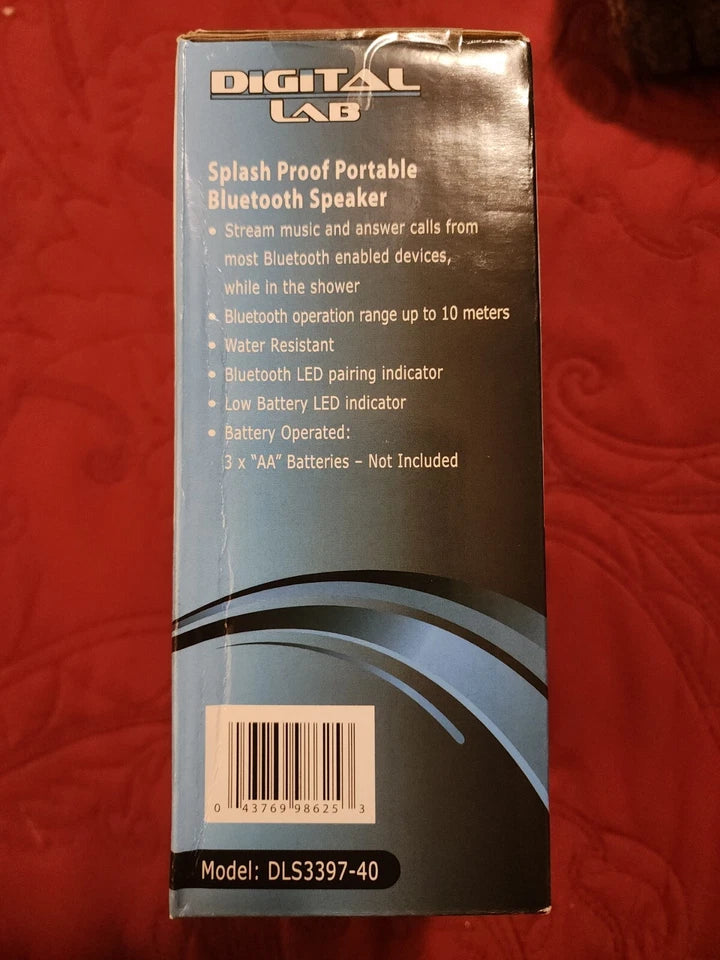 DIGITAL
LAB
Splash Proof Portable
Bluetooth Speaker
• Stream music and answer calls from
most Bluetooth enabled devices,
while in the shower
• Bluetooth operation range up to 10 meters
• Water Resistant
• Bluetooth LED pairing indicator
• Low Battery LED indicator
• Battery Operated:
3 x “AA” Batteries – Not Included
0 43769 98625 3
Model: DLS3397-40